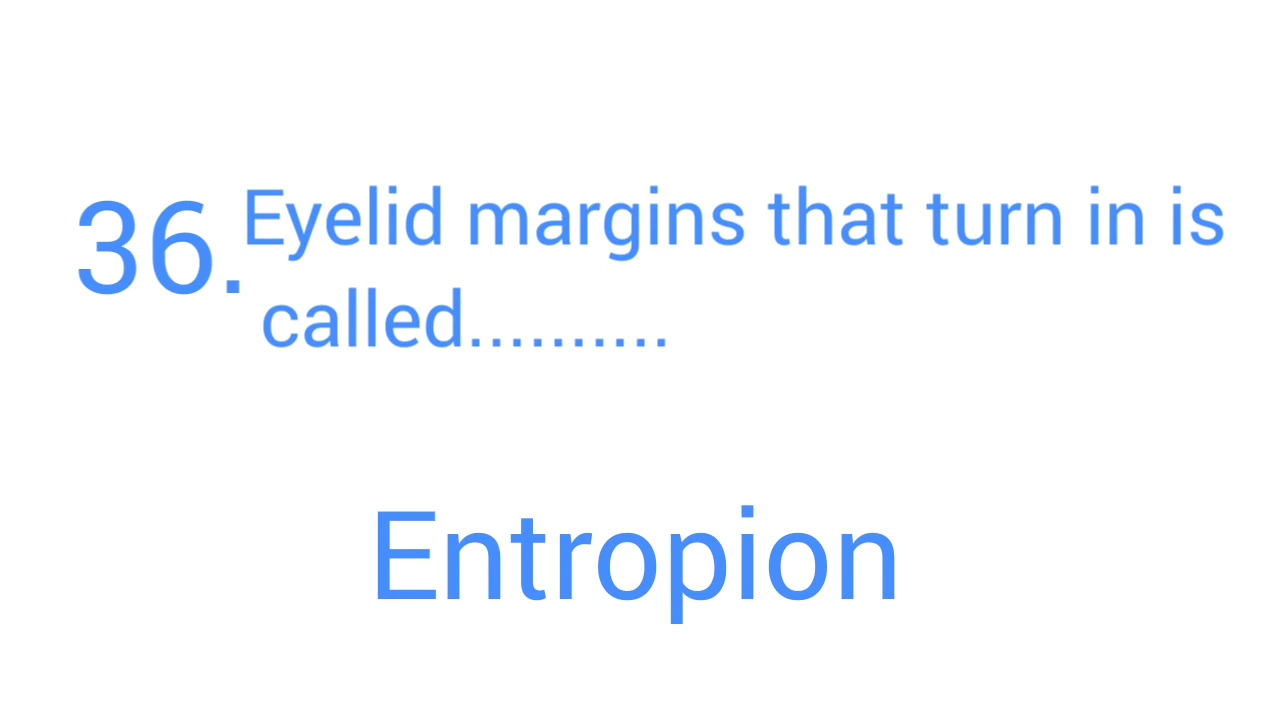 36. Eyelid margins that turn in is
called..........
Entropion